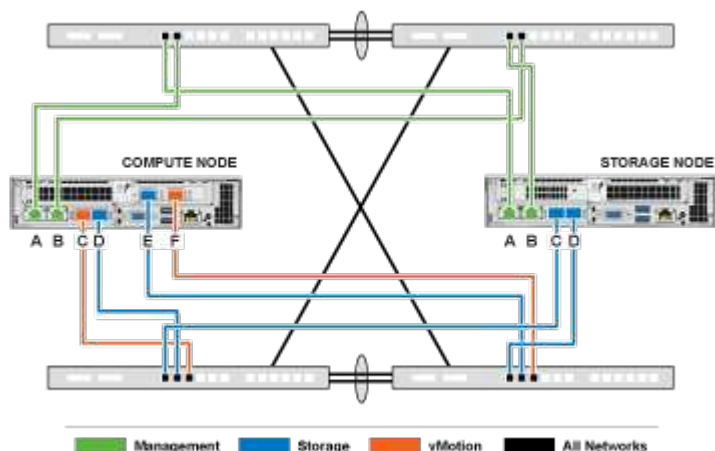 COMPUTE NODE
STORAGE NODE
A B C D E F
A B C D
Management Storage vMotion All Networks